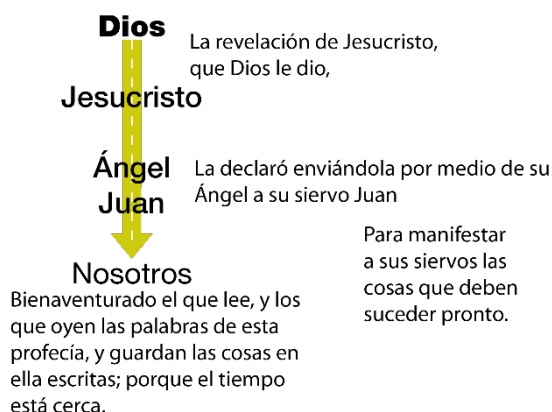 Dios
La revelación de Jesucristo,
que Dios le dio,
Jesucristo
Ángel
Juan
La declaró enviándola por medio de su
Ángel a su siervo Juan
Para manifestar
a sus siervos las
cosas que deben
suceder pronto.
Nosotros
Bienaventurado el que lee, y los
que oyen las palabras de esta
profecía, y guardan las cosas en
ella escritas; porque el tiempo
está cerca.